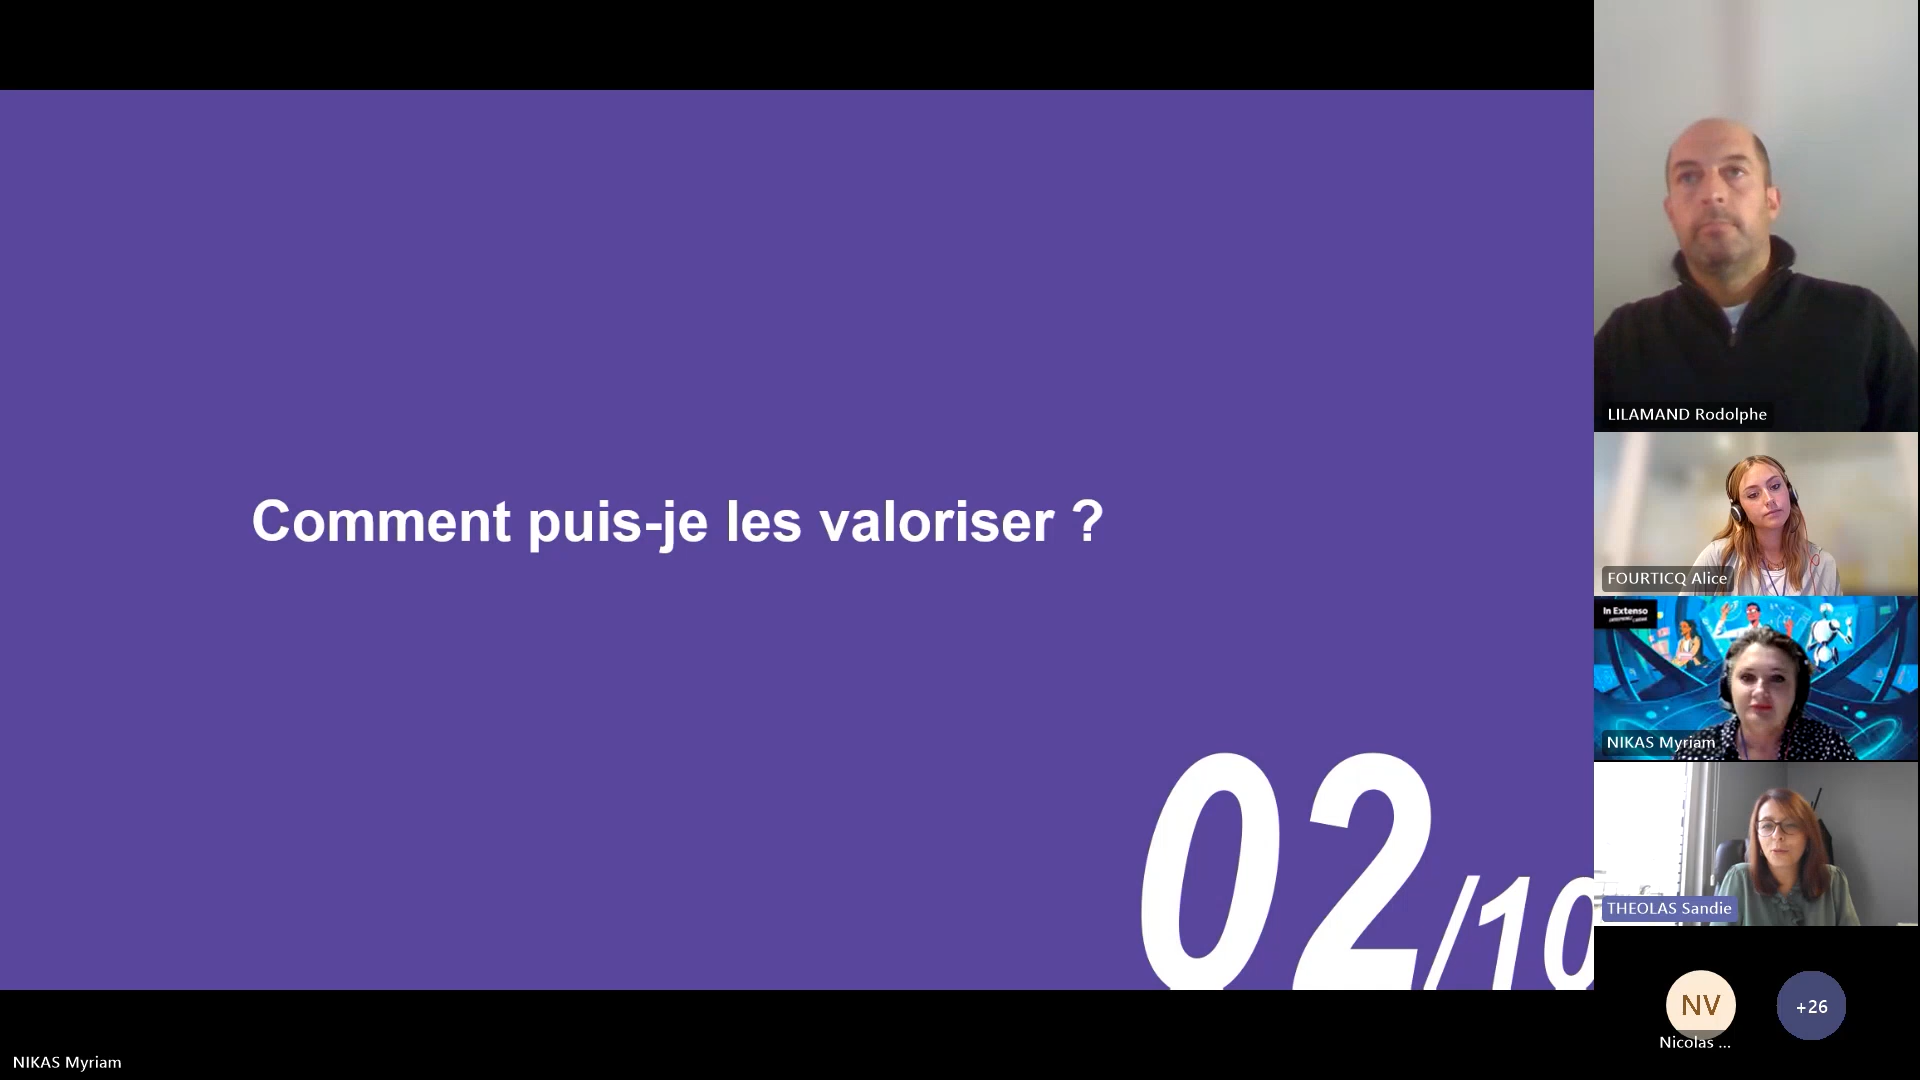 Comment puis-je les valoriser ?
02/10
NIKAS Myriam
LILAMAND Rodolphe
FOURTICQ Alice
In Extenso
NIKAS Myriam
THEOLAS Sandie
NV
Nicolas ...
+26